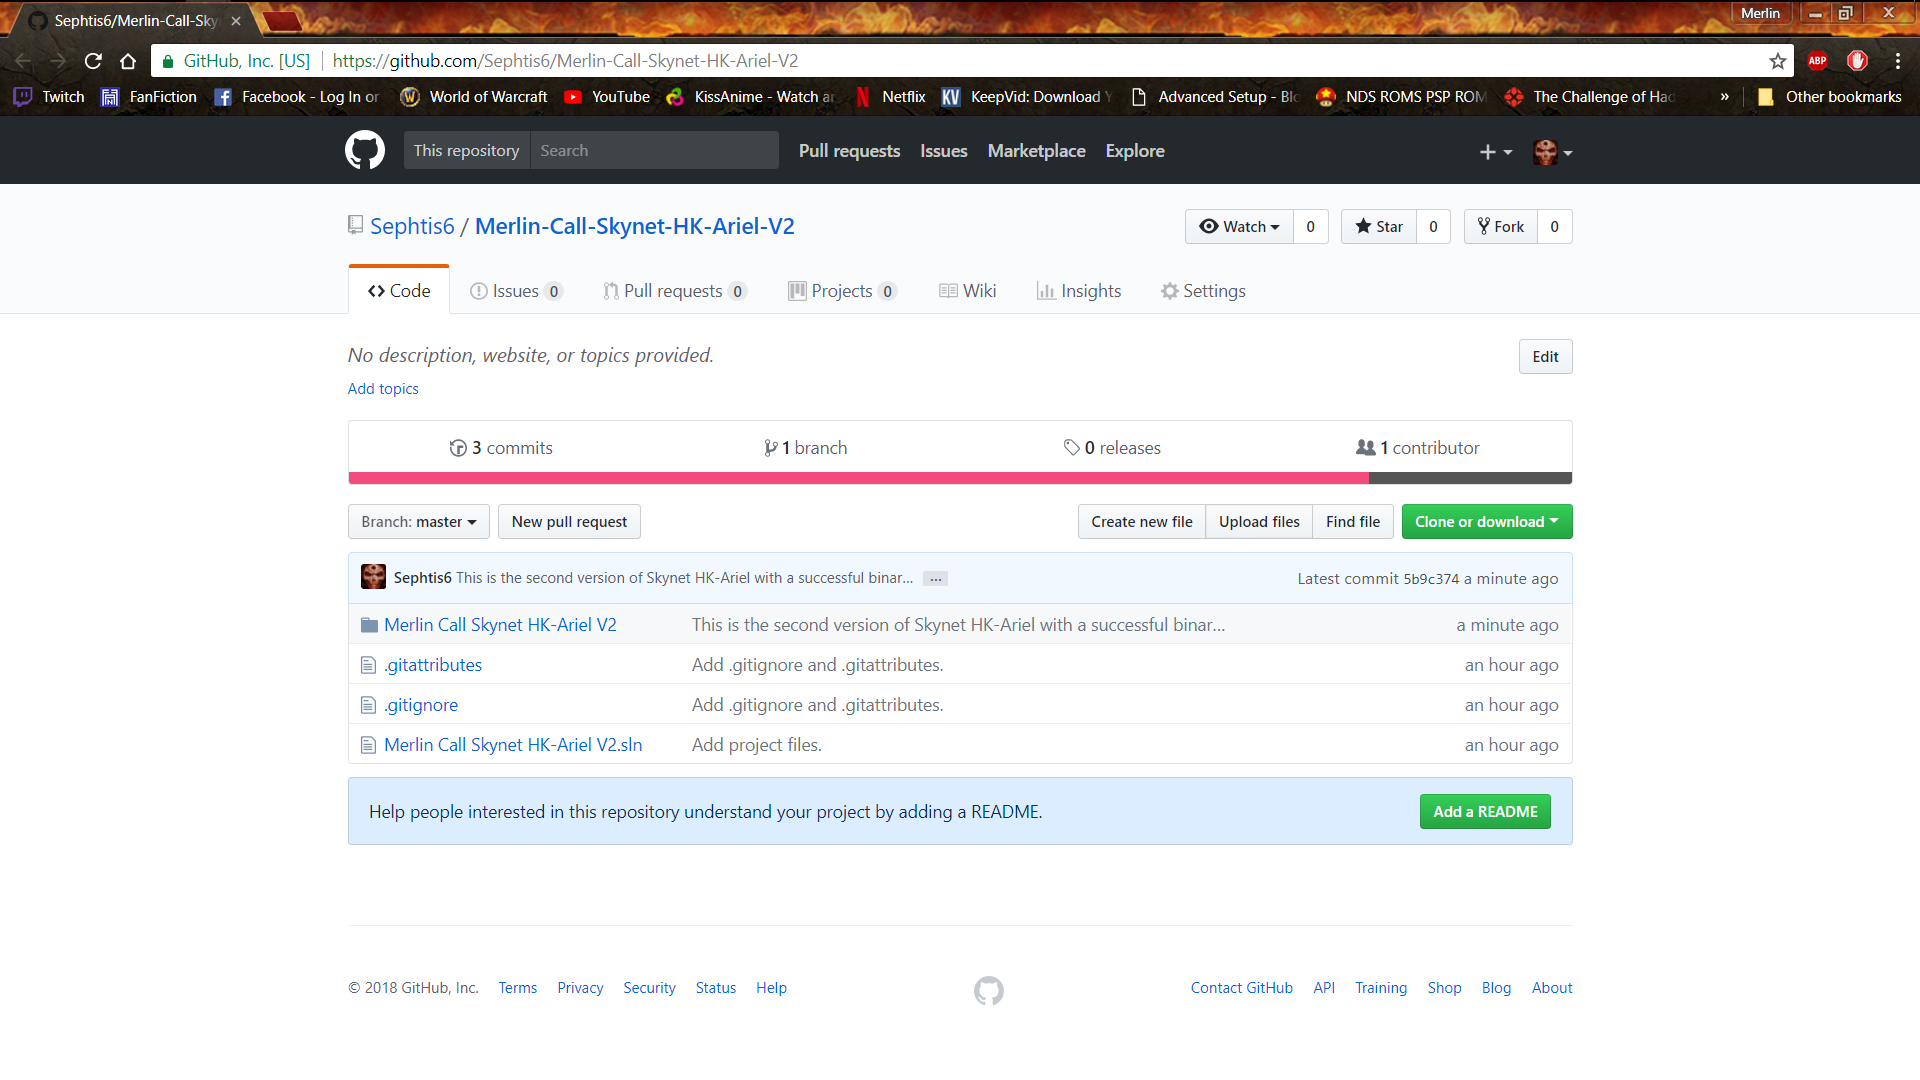 Sephtis6/Merlin-Call-Sky
Merlin
GitHub, Inc. [US] https://github.com/Sephtis6/Merlin-Call-Skynet-HK-Ariel-V2
ABP
Twitch FanFiction Facebook - Log In or World of Warcraft YouTube KissAnime - Watch an Netflix KV KeepVid: Download Advanced Setup - Blo NDS ROMS PSP ROM The Challenge of Had » Other bookmarks
This repository Search Pull requests Issues Marketplace Explore
Sephtis6 / Merlin-Call-Skynet-HK-Ariel-V2
Watch 0 Star 0 Fork 0
Code Issues 0 Pull requests 0 Projects 0 Wiki Insights Settings
No description, website, or topics provided.
Edit
Add topics
3 commits 1 branch 0 releases 1 contributor
Branch: master New pull request Create new file Upload files Find file Clone or download
Sephtis6 This is the second version of Skynet HK-Ariel with a successful binar... ... Latest commit 5b9c374 a minute ago
Merlin Call Skynet HK-Ariel V2 This is the second version of Skynet HK-Ariel with a successful binar... a minute ago
.gitattributes Add .gitignore and .gitattributes. an hour ago
.gitignore Add .gitignore and .gitattributes. an hour ago
Merlin Call Skynet HK-Ariel V2.sln Add project files. an hour ago
Help people interested in this repository understand your project by adding a README.
Add a README
© 2018 GitHub, Inc. Terms Privacy Security Status Help Contact GitHub API Training Shop Blog About